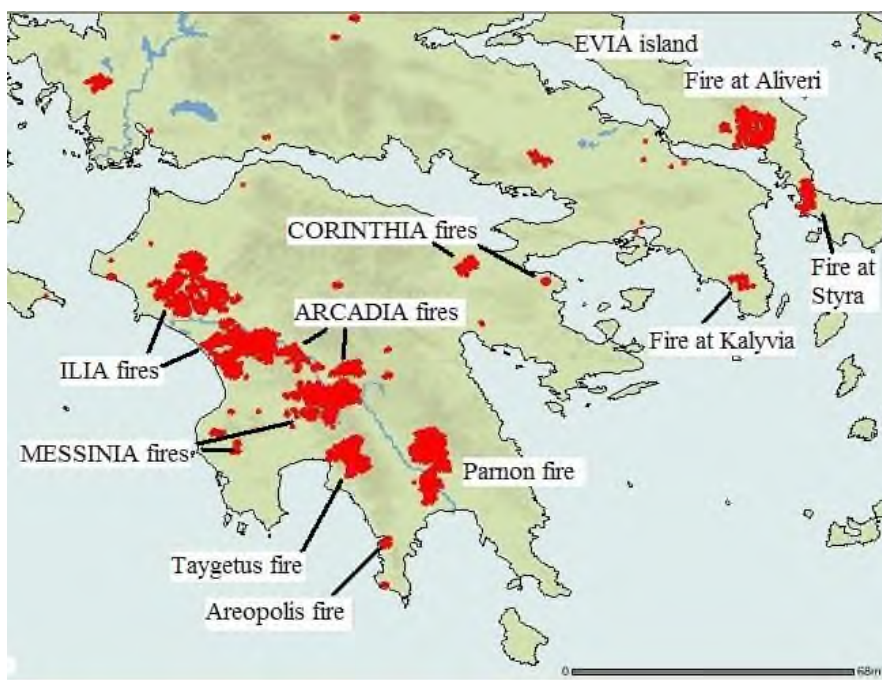 EVIA island
Fire at Aliveri
CORINTHIA fires
Fire at
Styra
ARCADIA fires
Fire at Kalyvia
ILIA fires
MESSINIA fires
Parnon fire
Taygetus fire
Areopolis fire
0 68m